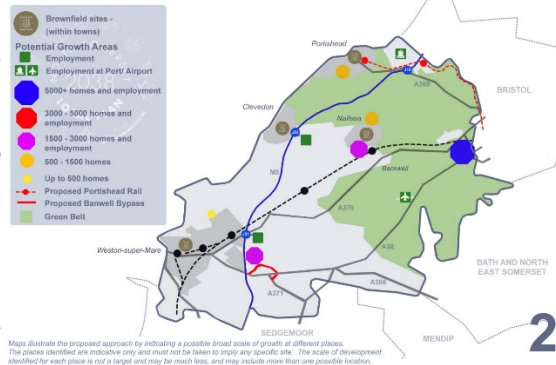 Brownfield sites -
(within towns)
Potential Growth Areas
Employment
Employment at Port/ Airport
5000+ homes and employment
3000 - 5000 homes and
employment
1500 - 3000 homes and
employment
500 - 1500 homes
Up to 500 homes
Proposed Portishead Rail
Proposed Banwell Bypass
Green Belt
2038
Portishead
BRISTOL
A369
Clevedon
Nailsea
Backwell
M5
A370
A38
Weston-super-Mare
BATH AND NORTH
EAST SOMERSET
A371
A368
SEDGEMOOR
MENDIP
2
Maps illustrate the proposed approach by indicating a possible broad scale of growth at different places.
The places identified are indicative only and must not be taken to imply any specific site. The scale of development
identified for each place is not a target and may be much less, and may include more than one possible location.